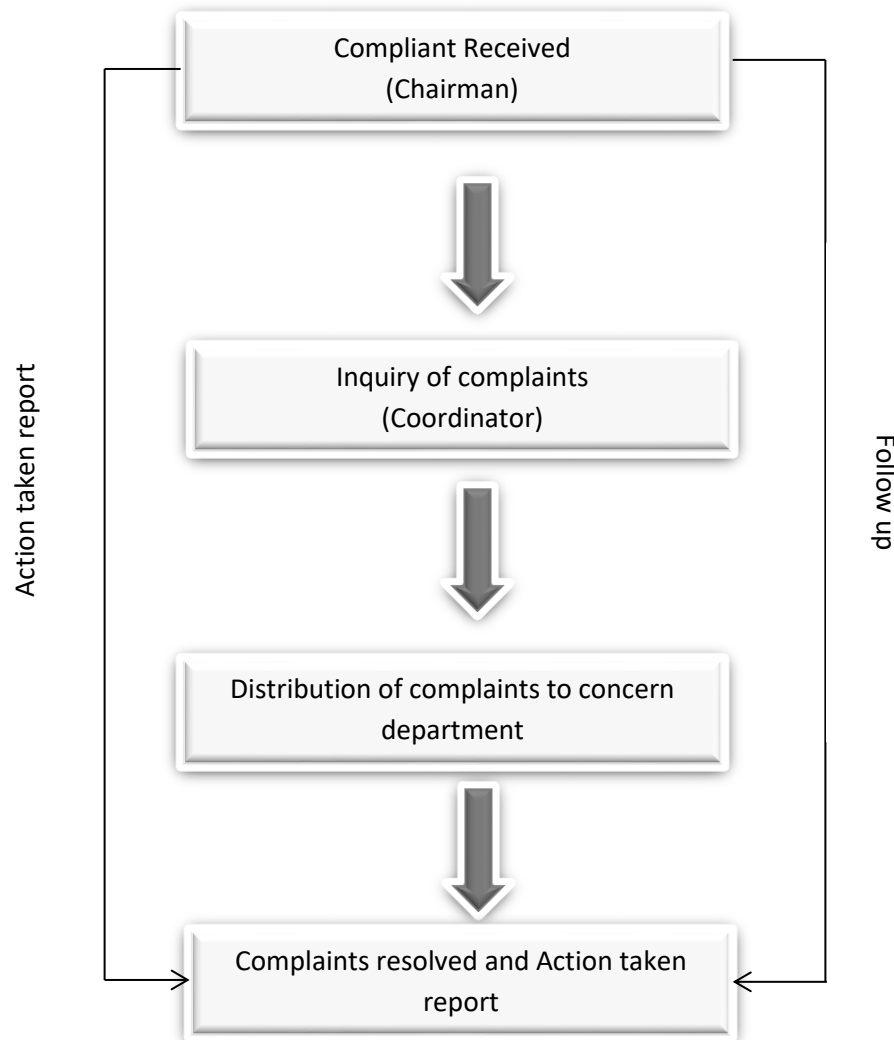 Compliant Received
(Chairman)
Action taken report
Inquiry of complaints
(Coordinator)
Follow up
Distribution of complaints to concern
department
Complaints resolved and Action taken
report